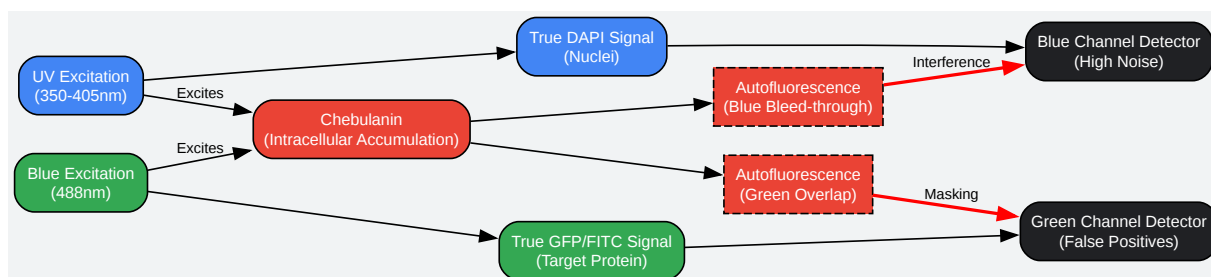 UV Excitation
(350-405nm)
Excites
Blue Excitation
(488nm)
Excites
Chebulanin
(Intracellular Accumulation)
True DAPI Signal
(Nuclei)
Autofluorescence
(Blue Bleed-through)
Interference
Autofluorescence
(Green Overlap)
Masking
True GFP/FITC Signal
(Target Protein)
Blue Channel Detector
(High Noise)
Green Channel Detector
(False Positives)